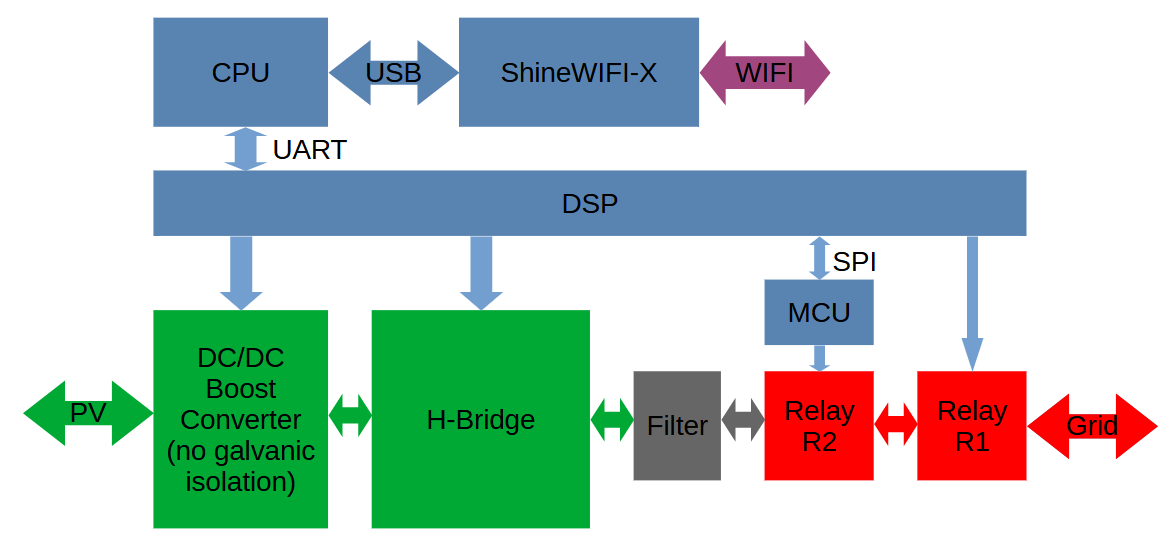 CPU
USB
ShineWIFI-X
WIFI
UART
DSP
SPI
MCU
PV
DC/DC
Boost
Converter
(no galvanic
isolation)
H-Bridge
Filter
Relay
R2
Relay
R1
Grid